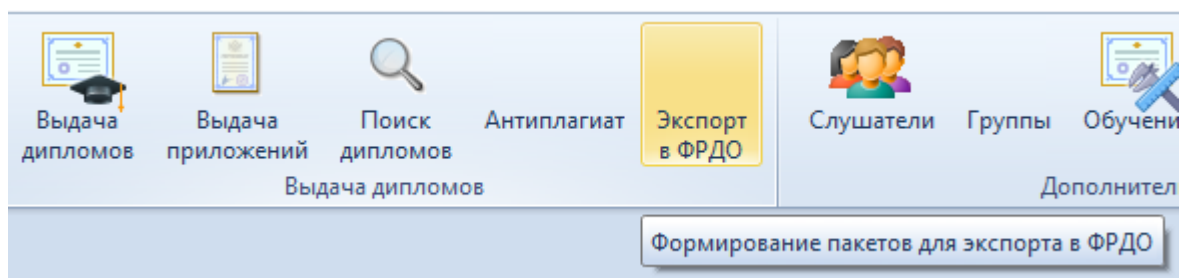 Выдача
дипломов
Выдача
приложений
Поиск
дипломов
Антиплагиат
Экспорт
в ФРДО
Слушатели
Группы
Выдача дипломов
Формирование пакетов для экспорта в ФРДО